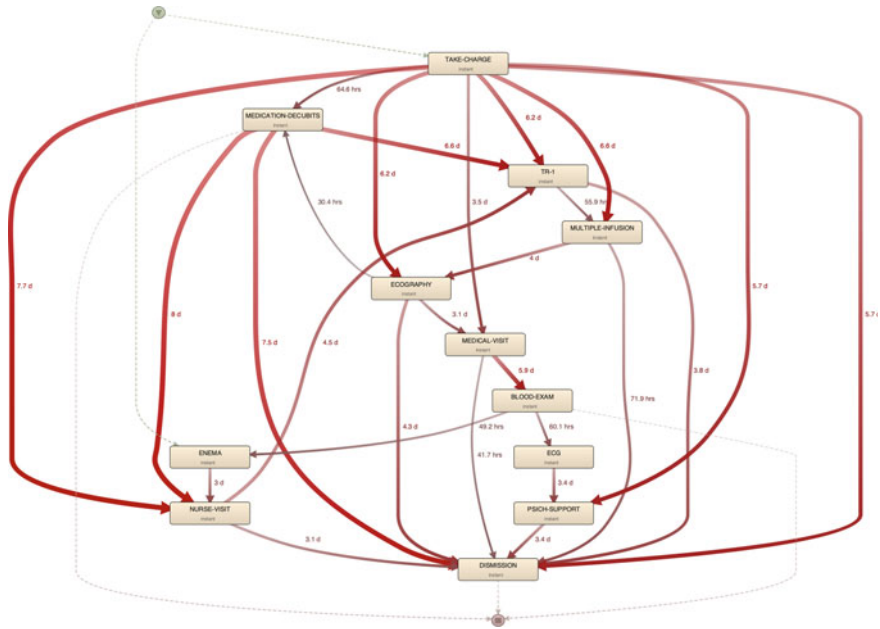 TAKE-CHARGE
Instant
64.8 hrs
MEDICATION-DECUBITS
Instant
6.2 d
6.6 d
6.6 d
TR-1
Instant
6.2 d
30.4 hrs
3.5 d
55.9 hrs
MULTIPLE-INFUSION
Instant
4 d
ECOGRAPHY
Instant
7.7 d
5.7 d
3.1 d
8 d
5.7 d
7.5 d
4.5 d
MEDICAL-VISIT
Instant
5.9 d
3.8 d
BLOOD-EXAM
Instant
71.9 hrs
4.3 d
49.2 hrs
60.1 hrs
ENEMA
Instant
41.7 hrs
ECG
Instant
3 d
3.4 d
NURSE-VISIT
Instant
PSICH-SUPPORT
Instant
3.1 d
3.4 d
DISMISSION
Instant